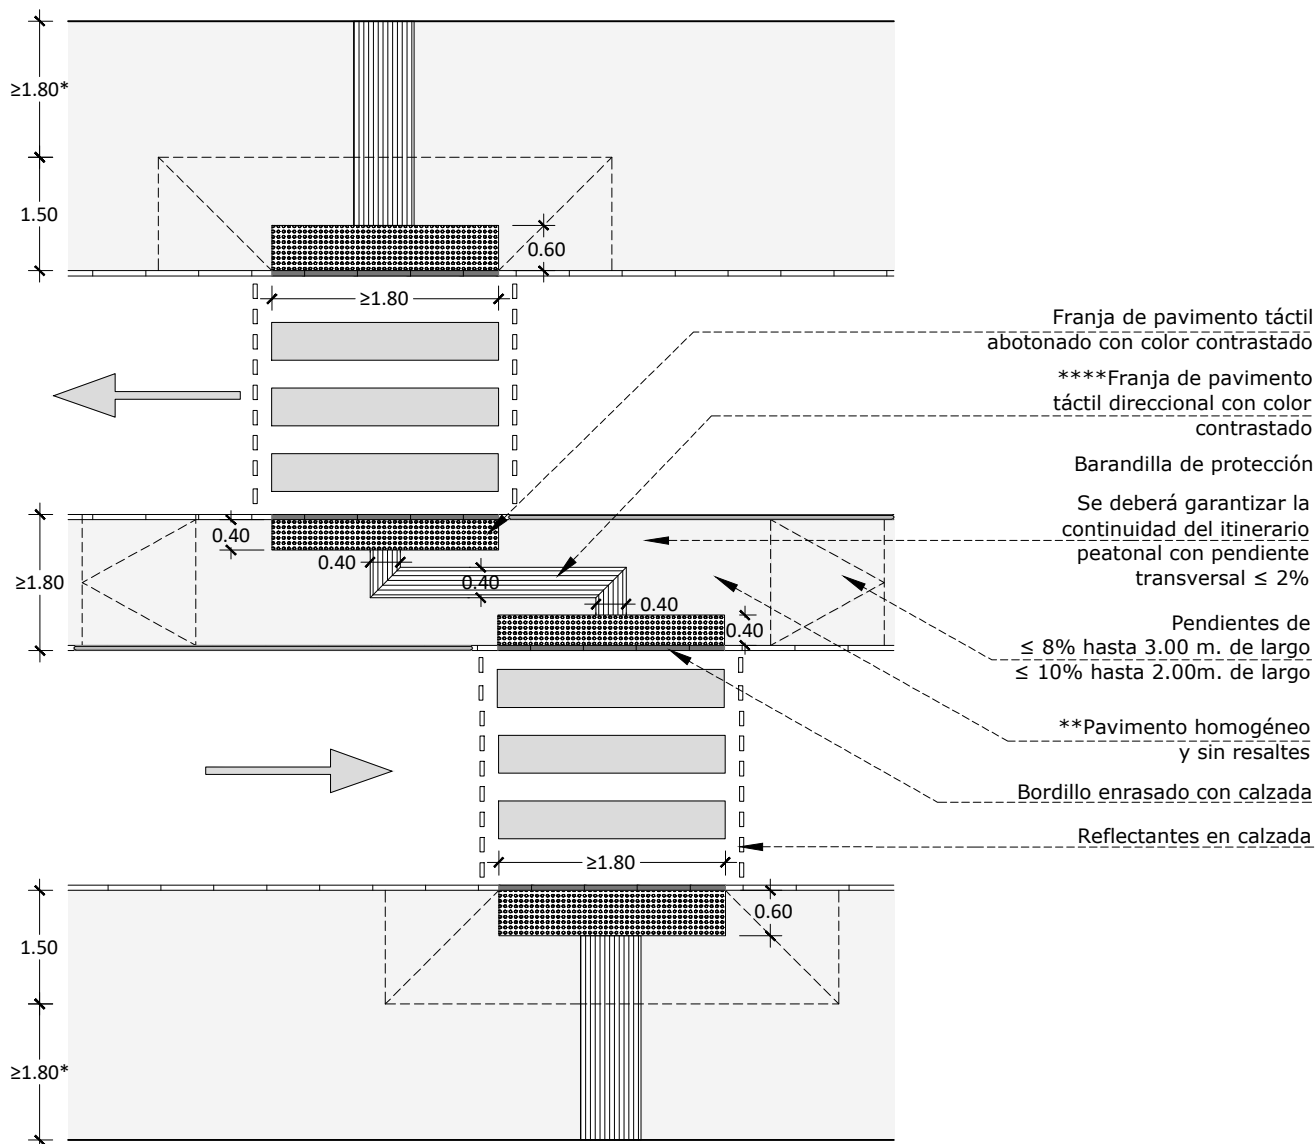 ≥1.80*
1.50
0.60
≥1.80
Franja de pavimento táctil
abotonado con color contrastado
****Franja de pavimento
táctil direccional con color
contrastado
Barandilla de protección
Se deberá garantizar la
continuidad del itinerario
peatonal con pendiente
transversal ≤ 2%
Pendientes de
≤ 8% hasta 3.00 m. de largo
≤ 10% hasta 2.00m. de largo
**Pavimento homogéneo
y sin resaltes
Bordillo enrasado con calzada
Reflectantes en calzada
0.40
0.40
0.40
≥1.80
0.40
0.40
≥1.80
0.60
1.50
≥1.80*